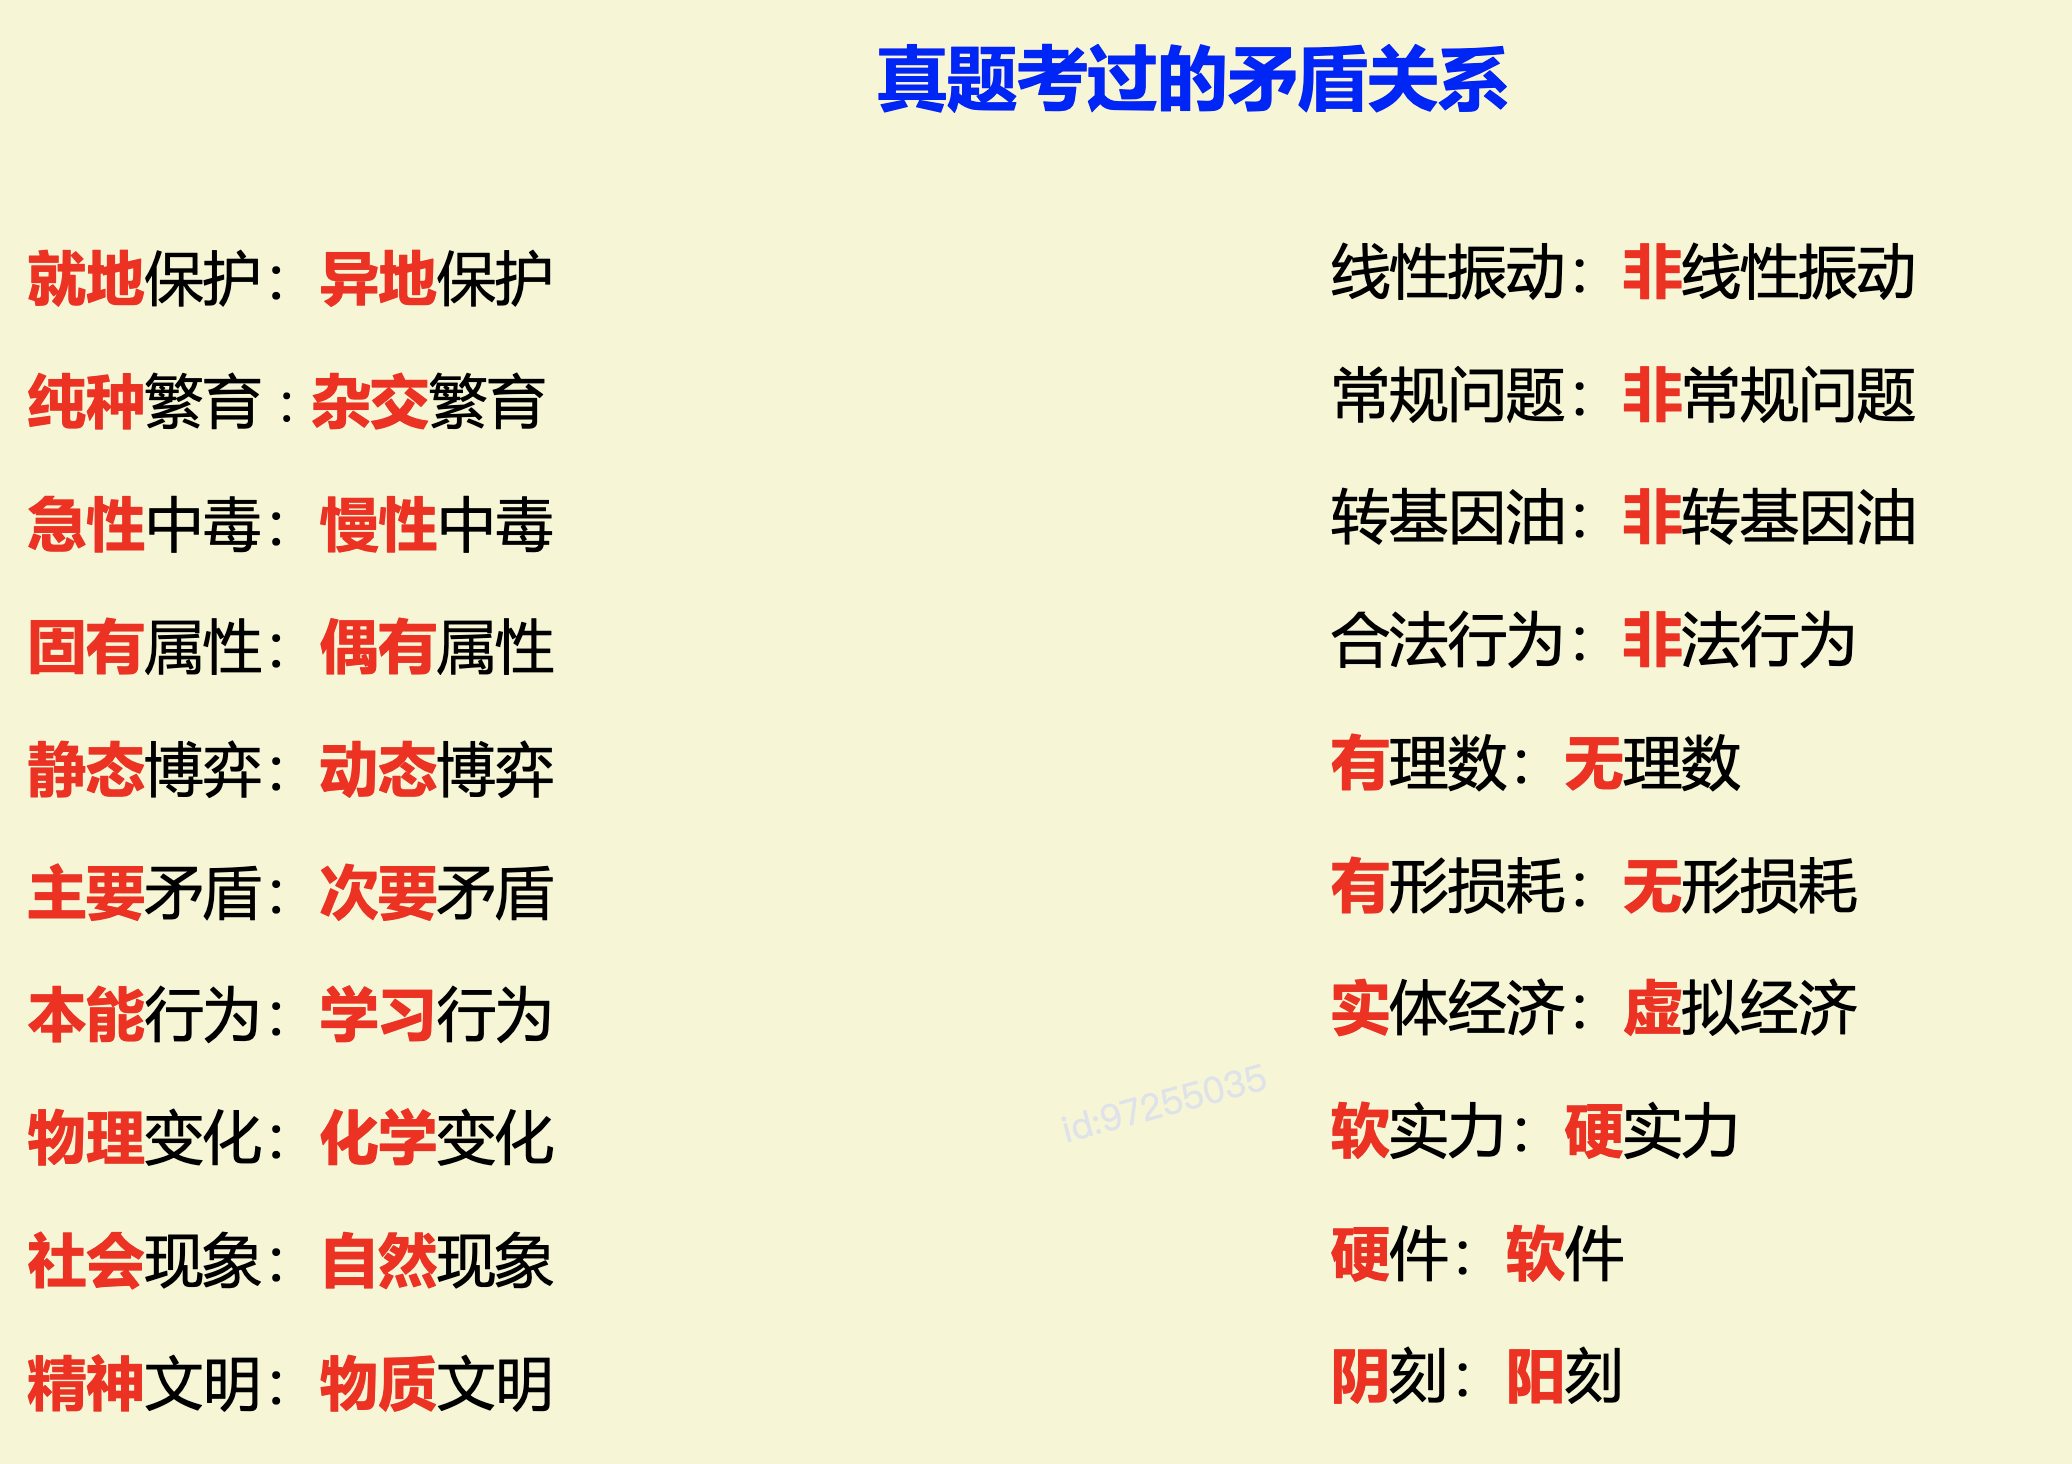 真题考过的矛盾关系
就地保护：异地保护
纯种繁育：杂交繁育
急性中毒：慢性中毒
固有属性：偶有属性
静态博弈：动态博弈
主要矛盾：次要矛盾
本能行为：学习行为
物理变化：化学变化
社会现象：自然现象
精神文明：物质文明
线性振动：非线性振动
常规问题：非常规问题
转基因油：非转基因油
合法行为：非法行为
有理数：无理数
有形损耗：无形损耗
实体经济：虚拟经济
软实力：硬实力
硬件：软件
阴刻：阳刻
id:97255035